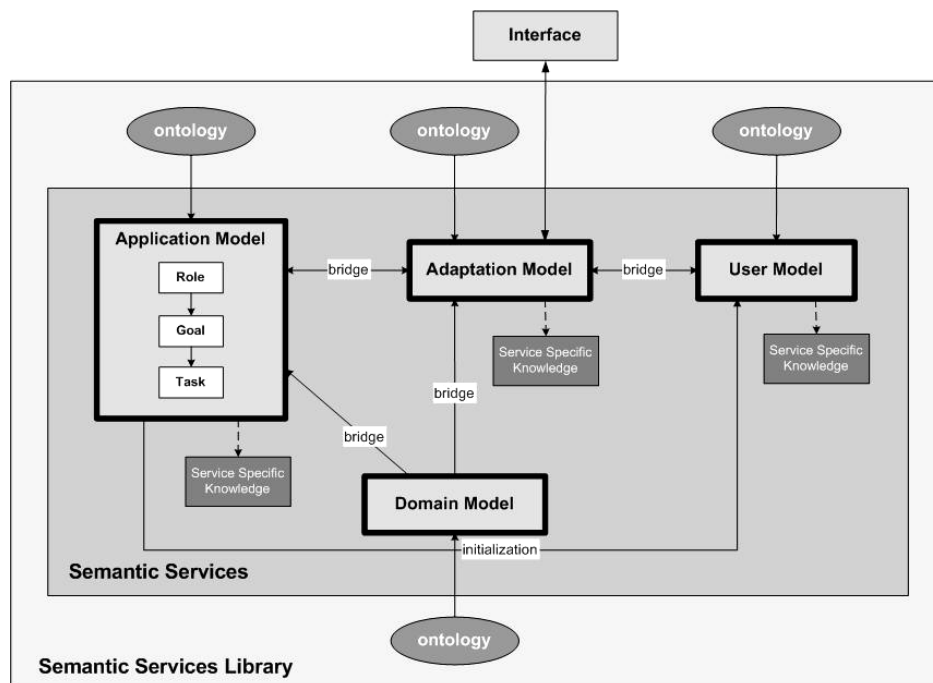 Interface
ontology
ontology
ontology
Application Model
Role
Goal
Task
bridge
Adaptation Model
bridge
User Model
Service Specific
Knowledge
Service Specific
Knowledge
bridge
bridge
Service Specific
Knowledge
Domain Model
initialization
Semantic Services
ontology
Semantic Services Library